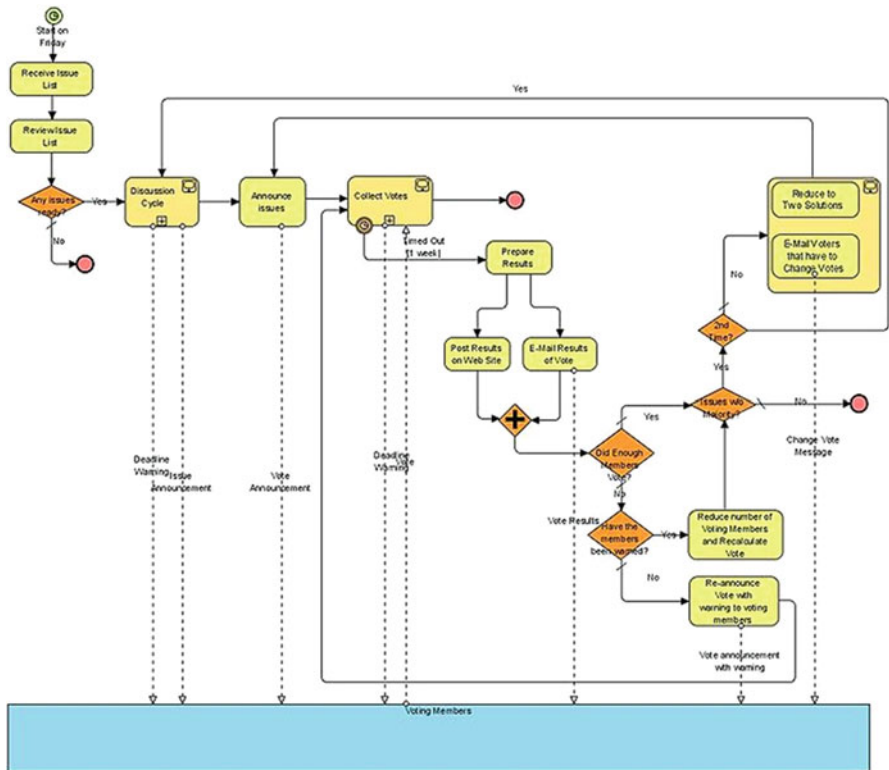 Start on
Friday
Receive Issue
List
Review Issue
List
Any issues
ready?
Yes
No
Discussion
Cycle
Announce
issues
Collect Votes
Timed Out
[1 week]
Prepare
Results
Post Results
on Web Site
E-Mail Results
of Vote
Did Enough
Members
Vote?
Yes
No
Have the
members
been warned?
Yes
No
Reduce number of
Voting Members
and Recalculate
Vote
Re-announce
Vote with
warning to voting
members
Issues w/o
Majority?
No
Yes
2nd
Time?
No
Yes
Reduce to
Two Solutions
E-Mail Voters
that have to
Change Votes
Deadline
Warning
Issue
Announcement
Vote
Announcement
Deadline
Warning
Vote
Vote Results
Vote announcement
with warning
Change Vote
Message
Voting Members